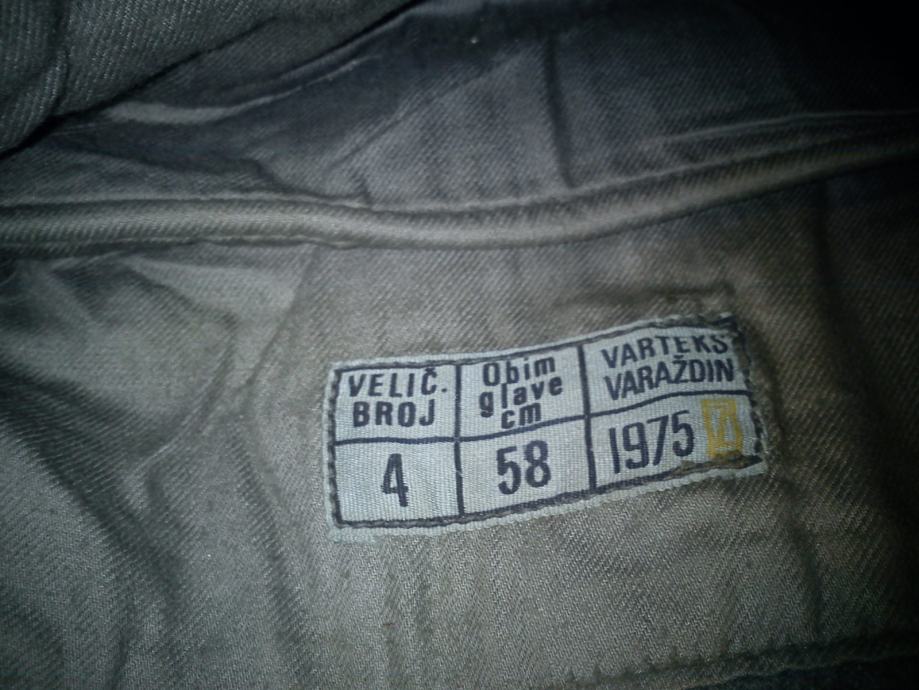 VELIČ.
BROJ
4
Obim
glave
cm
58
VARTEKS
VARAŽDIN
1975